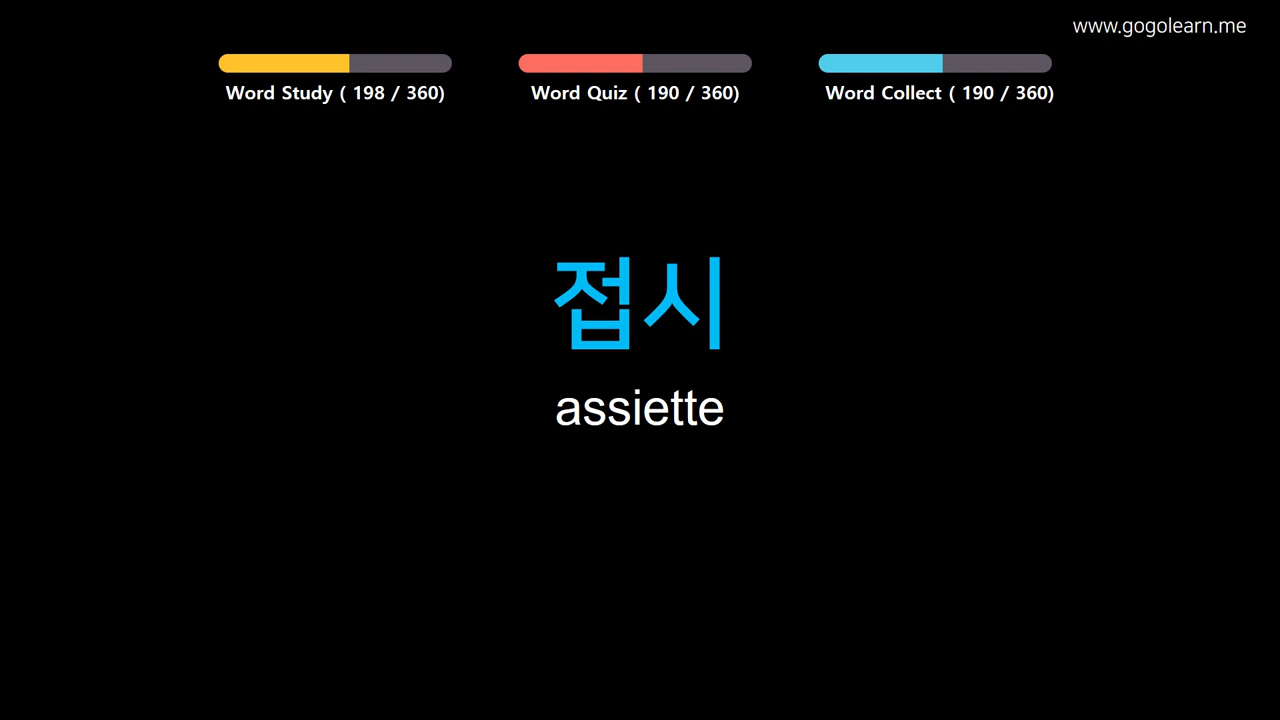 www.gogolearn.me
Word Study ( 198 / 360)
Word Quiz ( 190 / 360)
Word Collect ( 190 / 360)
접시
assiette